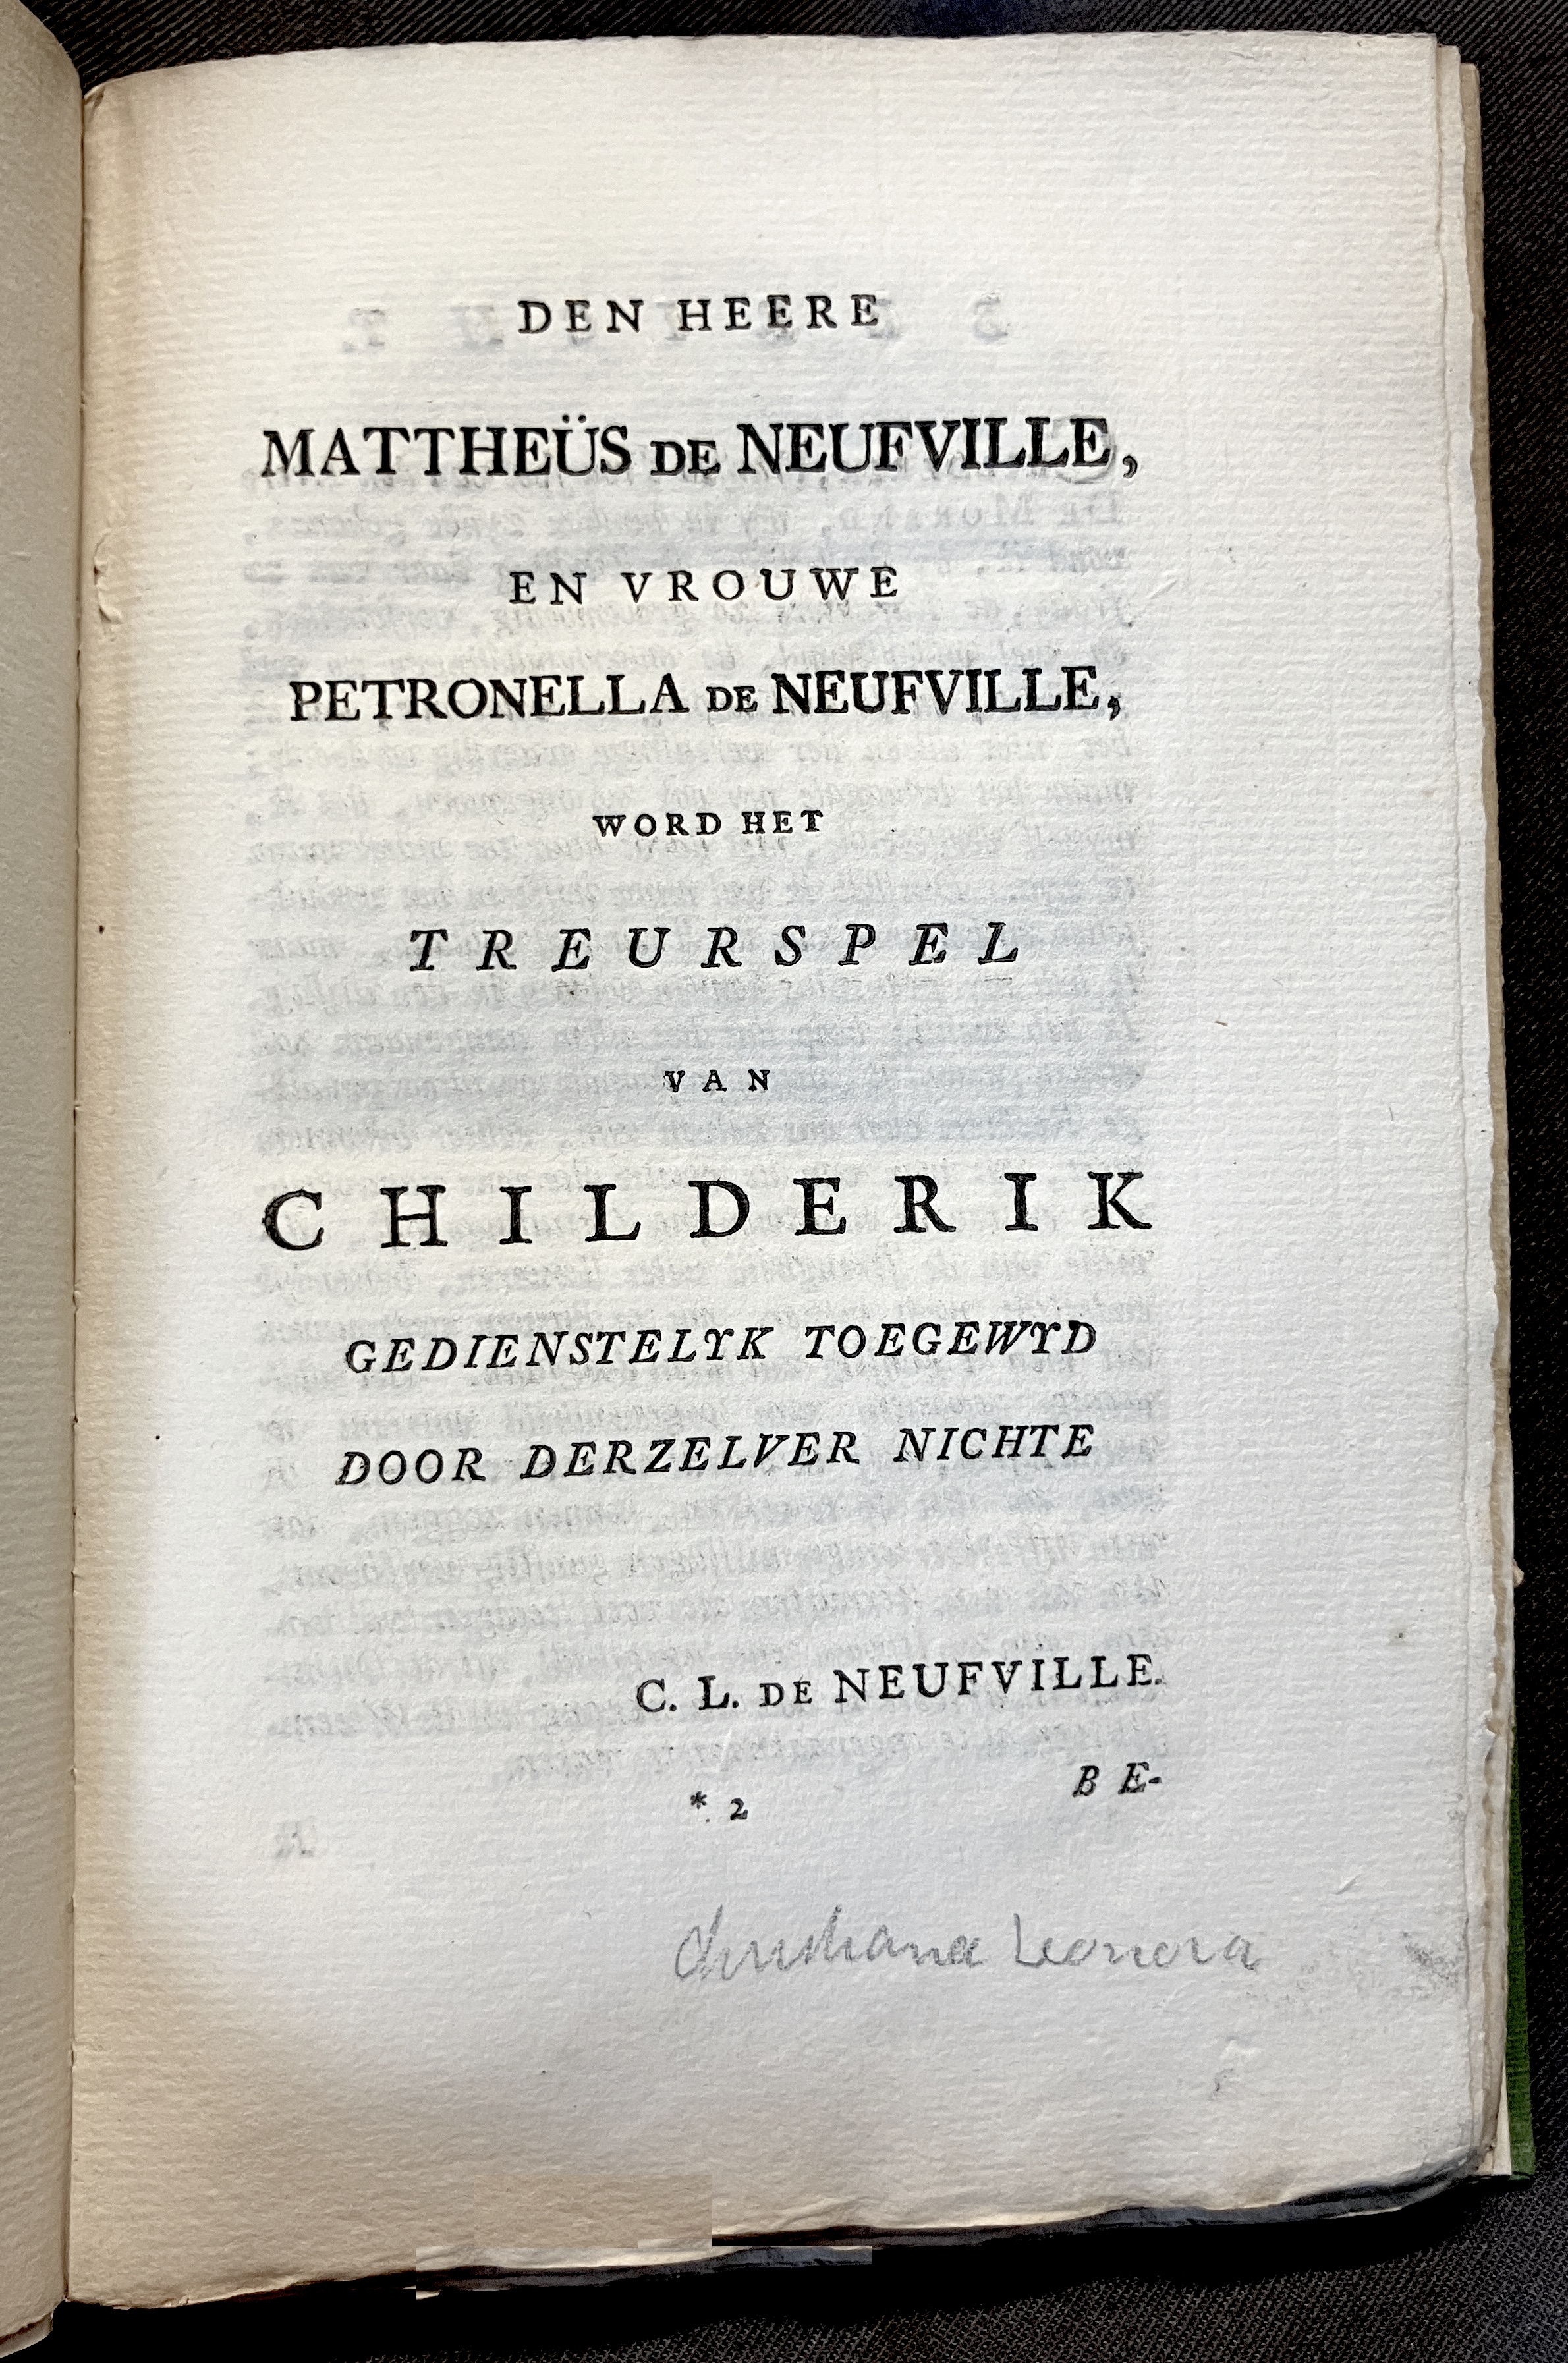 DEN HEERE
MATTHEÜS DE NEUFVILLE,
EN VROUWE
PETRONELLA DE NEUFVILLE,
WORD HET
TREURSPEL
VAN
CHILDERIK
GEDIENSTELYK TOEGEWYD
DOOR DERZELVER NICHTE
C. L. DE NEUFVILLE.
* 2
BE-
Christiana Leonora